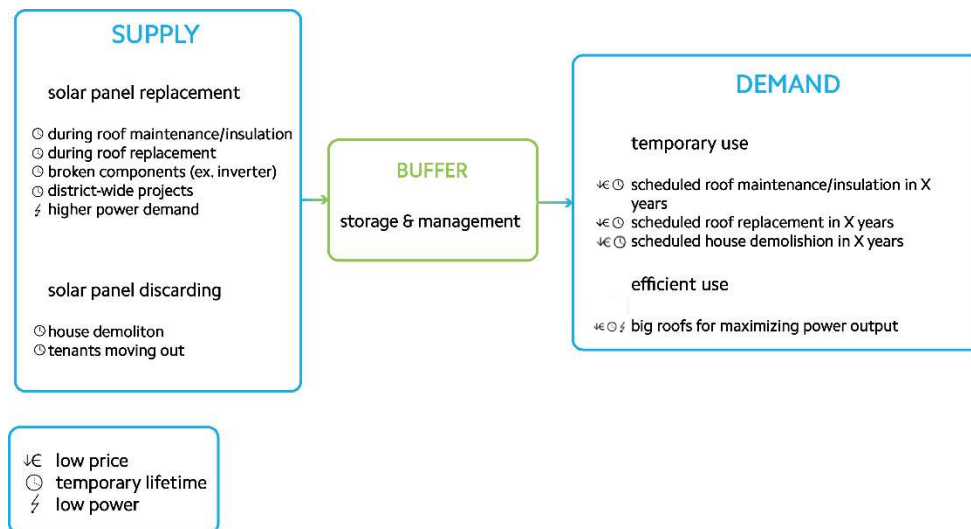 SUPPLY
solar panel replacement
during roof maintenance/insulation
during roof replacement
broken components (ex. inverter)
district-wide projects
higher power demand
solar panel discarding
house demoliton
tenants moving out
BUFFER
storage & management
DEMAND
temporary use
↓€ scheduled roof maintenance/insulation in X
years
↓€ scheduled roof replacement in X years
↓€ scheduled house demolishion in X years
efficient use
↓€ big roofs for maximizing power output
↓€ low price
temporary lifetime
low power